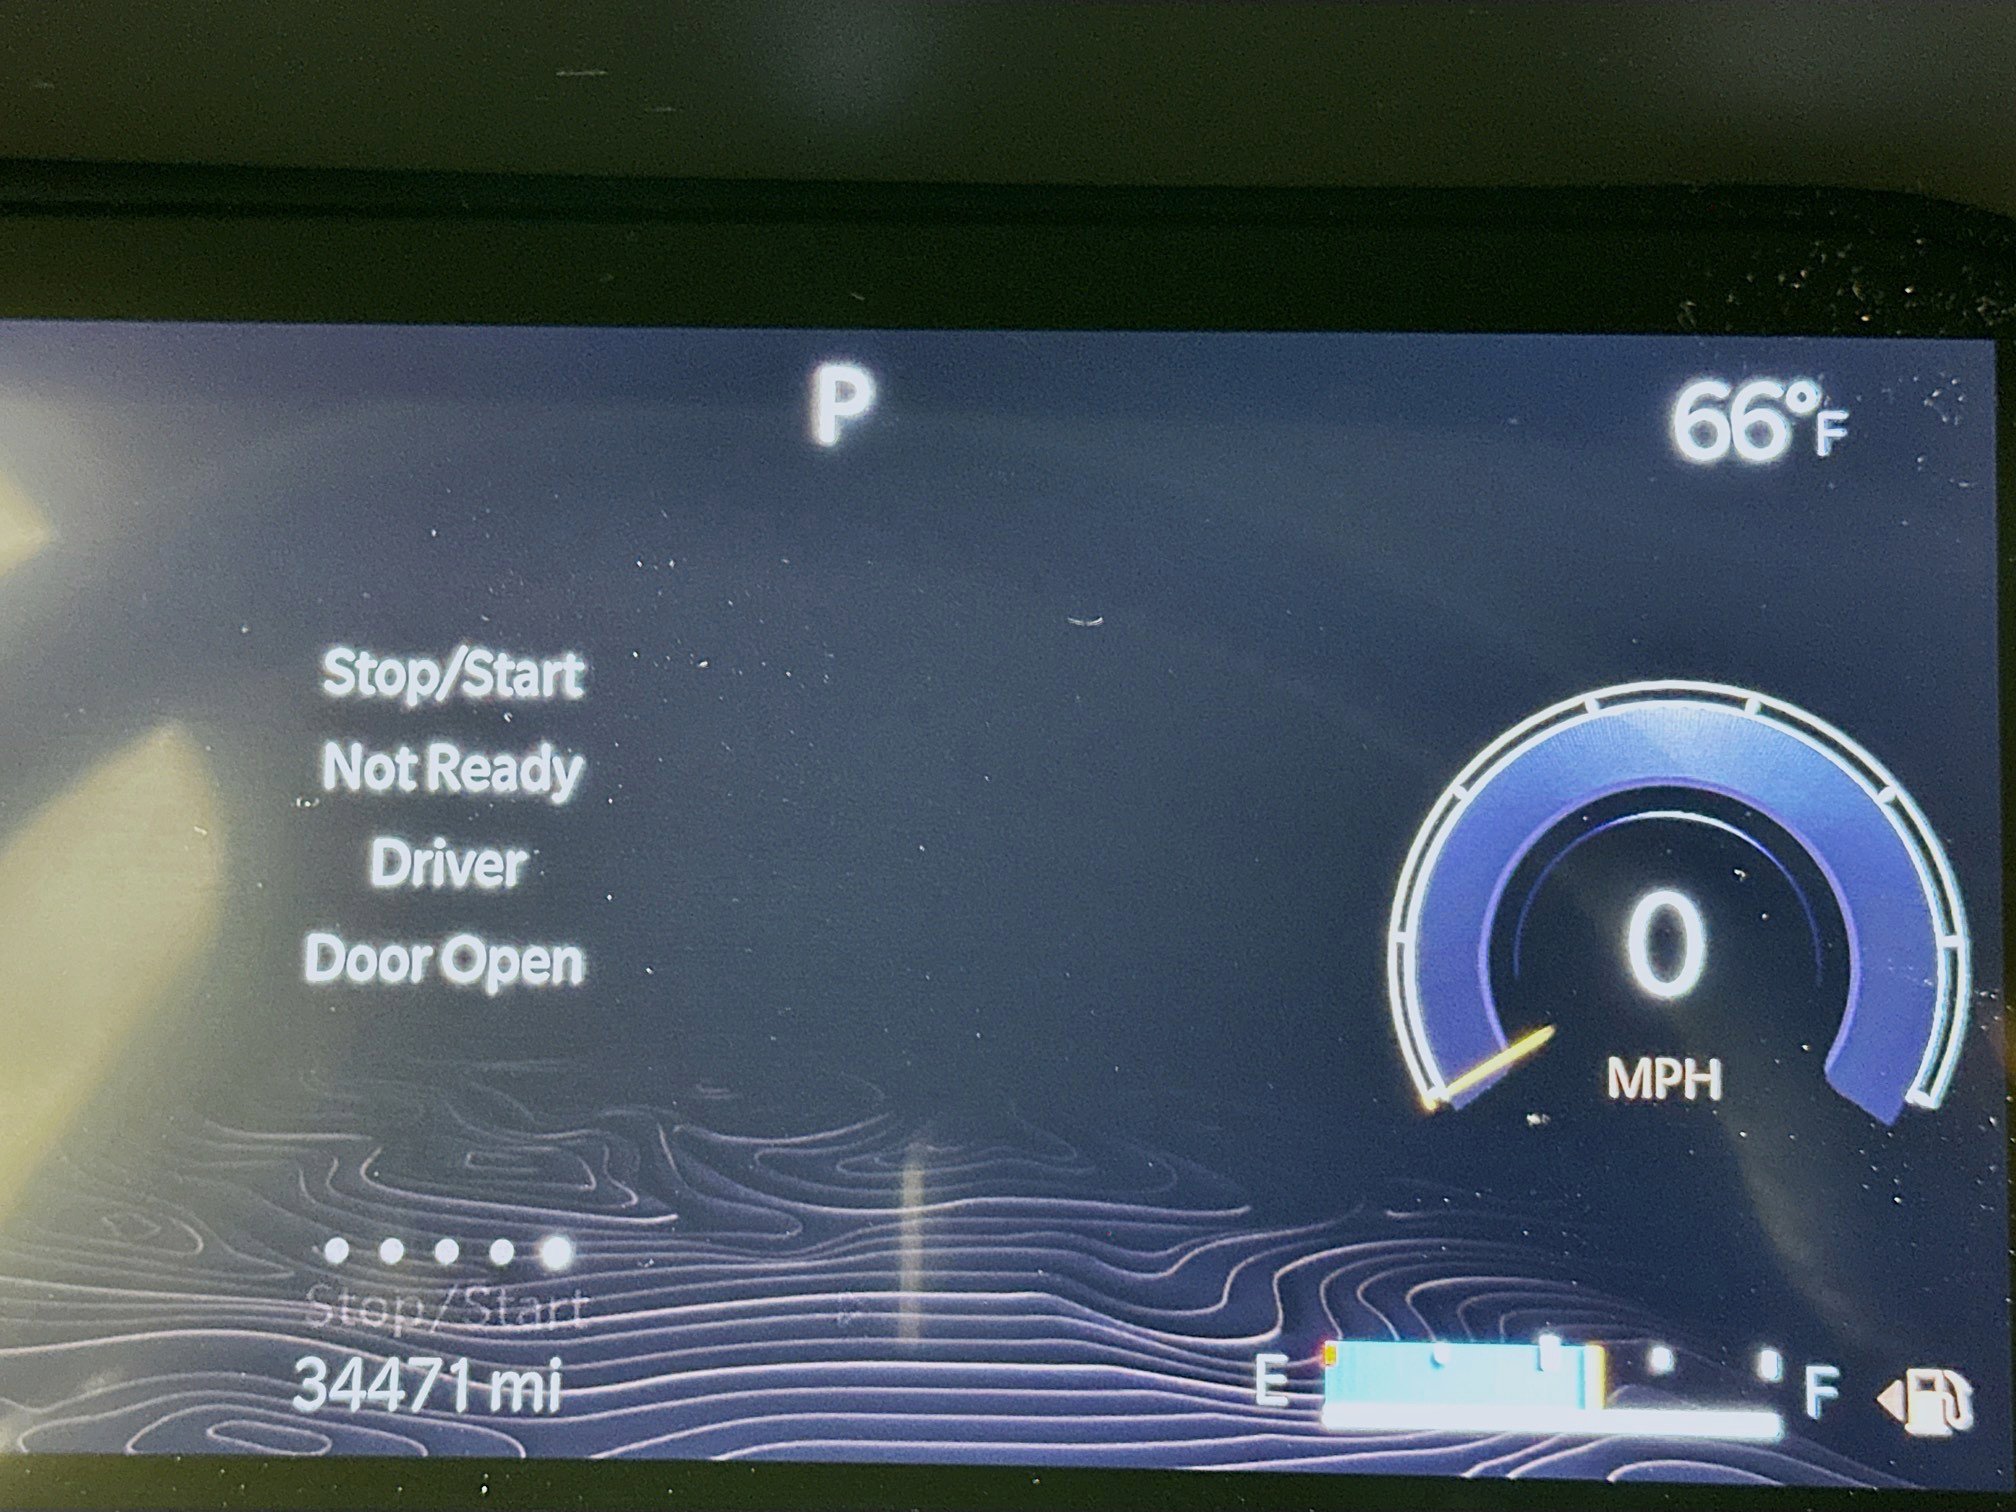 P
66°F
Stop/Start
Not Ready
Driver
Door Open
0
MPH
Stop/Start
34471 mi
E
F